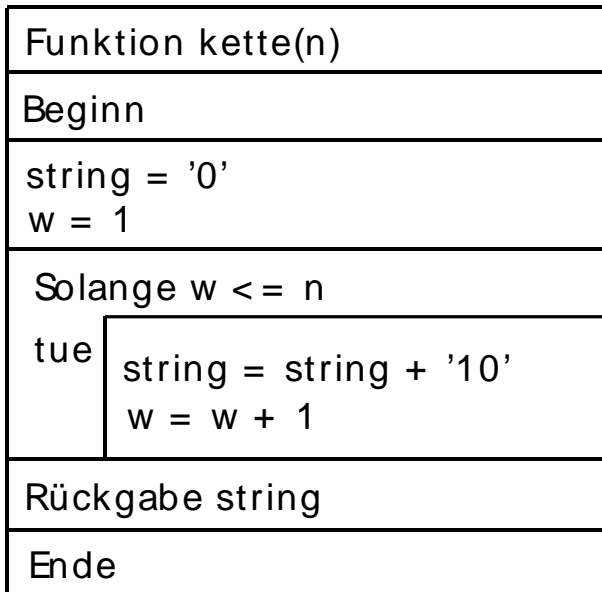 Funktion kette(n)
Beginn
string = ’0’
w = 1
Solange w <= n
tue
string = string + ’10’
w = w + 1
Rückgabe string
Ende